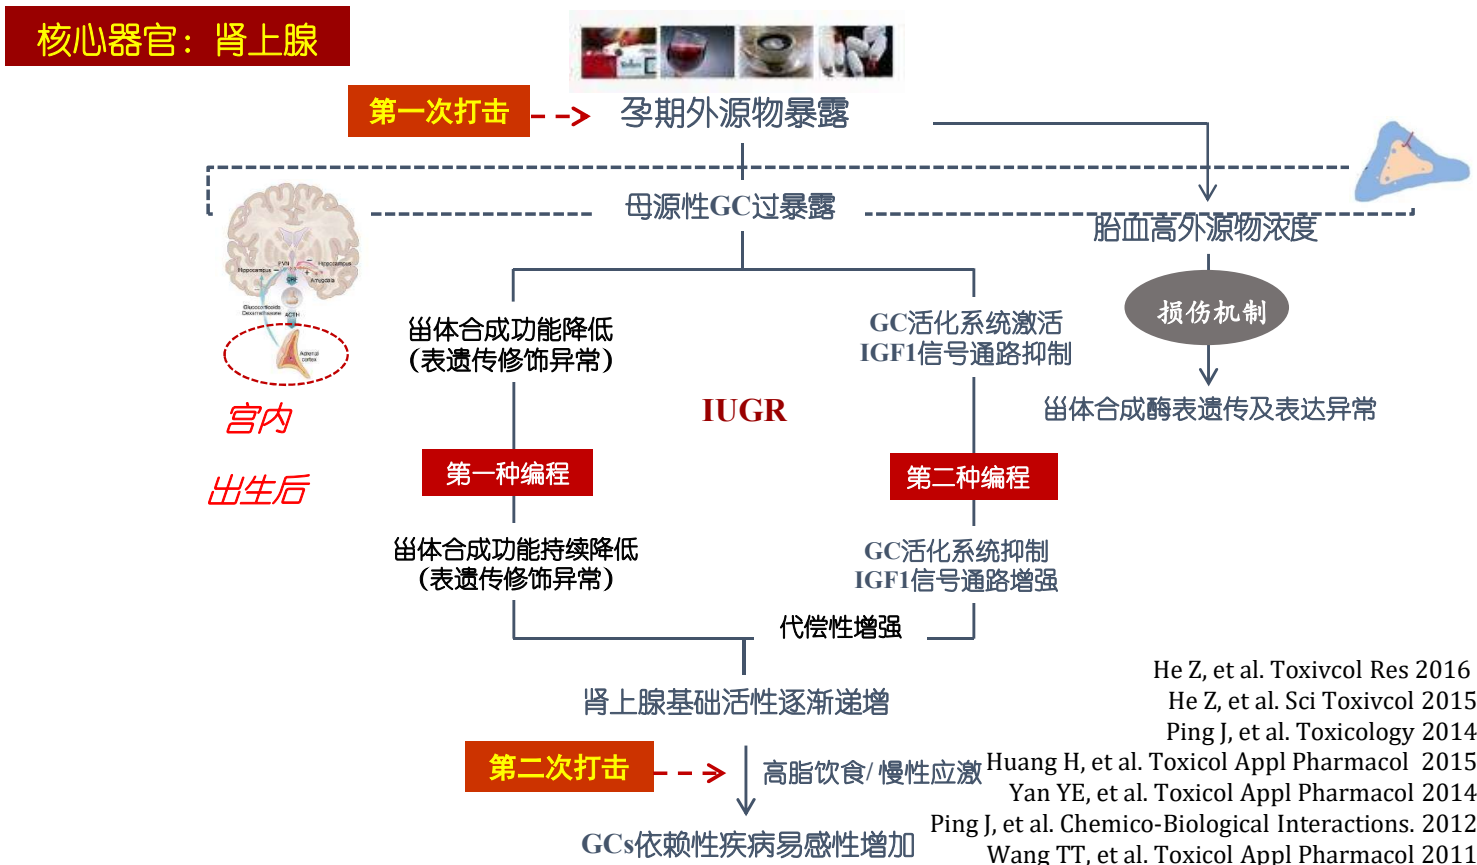 核心器官：肾上腺
第一次打击
孕期外源物暴露
母源性GC过暴露
胎血高外源物浓度
损伤机制
甾体合成酶表遗传及表达异常
PVN
Hippocampus
Hippocampus
Amygdala
CRF
Glucocorticoids
Dexamethasone
ACTH
Adrenal
cortex
甾体合成功能降低
（表遗传修饰异常）
GC活化系统激活
IGF1信号通路抑制
宫内
IUGR
出生后
第一种编程
第二种编程
甾体合成功能持续降低
（表遗传修饰异常）
GC活化系统抑制
IGF1信号通路增强
代偿性增强
肾上腺基础活性逐渐递增
第二次打击
高脂饮食/ 慢性应激
GCs依赖性疾病易感性增加
He Z, et al. Toxivcol Res 2016
He Z, et al. Sci Toxivcol 2015
Ping J, et al. Toxicology 2014
Huang H, et al. Toxicol Appl Pharmacol 2015
Yan YE, et al. Toxicol Appl Pharmacol 2014
Ping J, et al. Chemico-Biological Interactions. 2012
Wang TT, et al. Toxicol Appl Pharmacol 2011